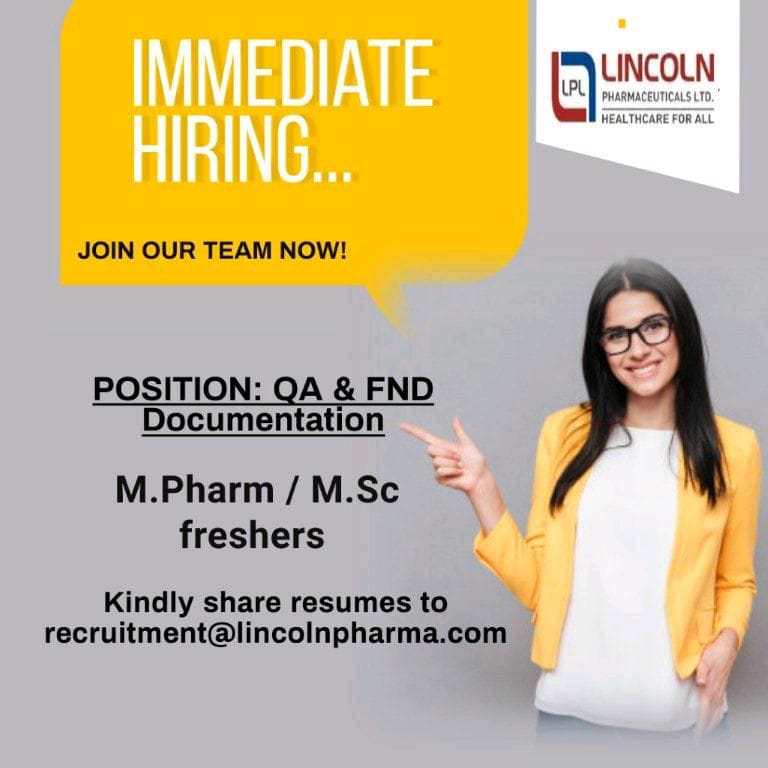 IMMEDIATE
HIRING...
LPL
LINCOLN
PHARMACEUTICALS LTD.
HEALTHCARE FOR ALL
JOIN OUR TEAM NOW!
POSITION: QA & FND
Documentation
M.Pharm / M.Sc
freshers
Kindly share resumes to
recruitment@lincolnpharma.com